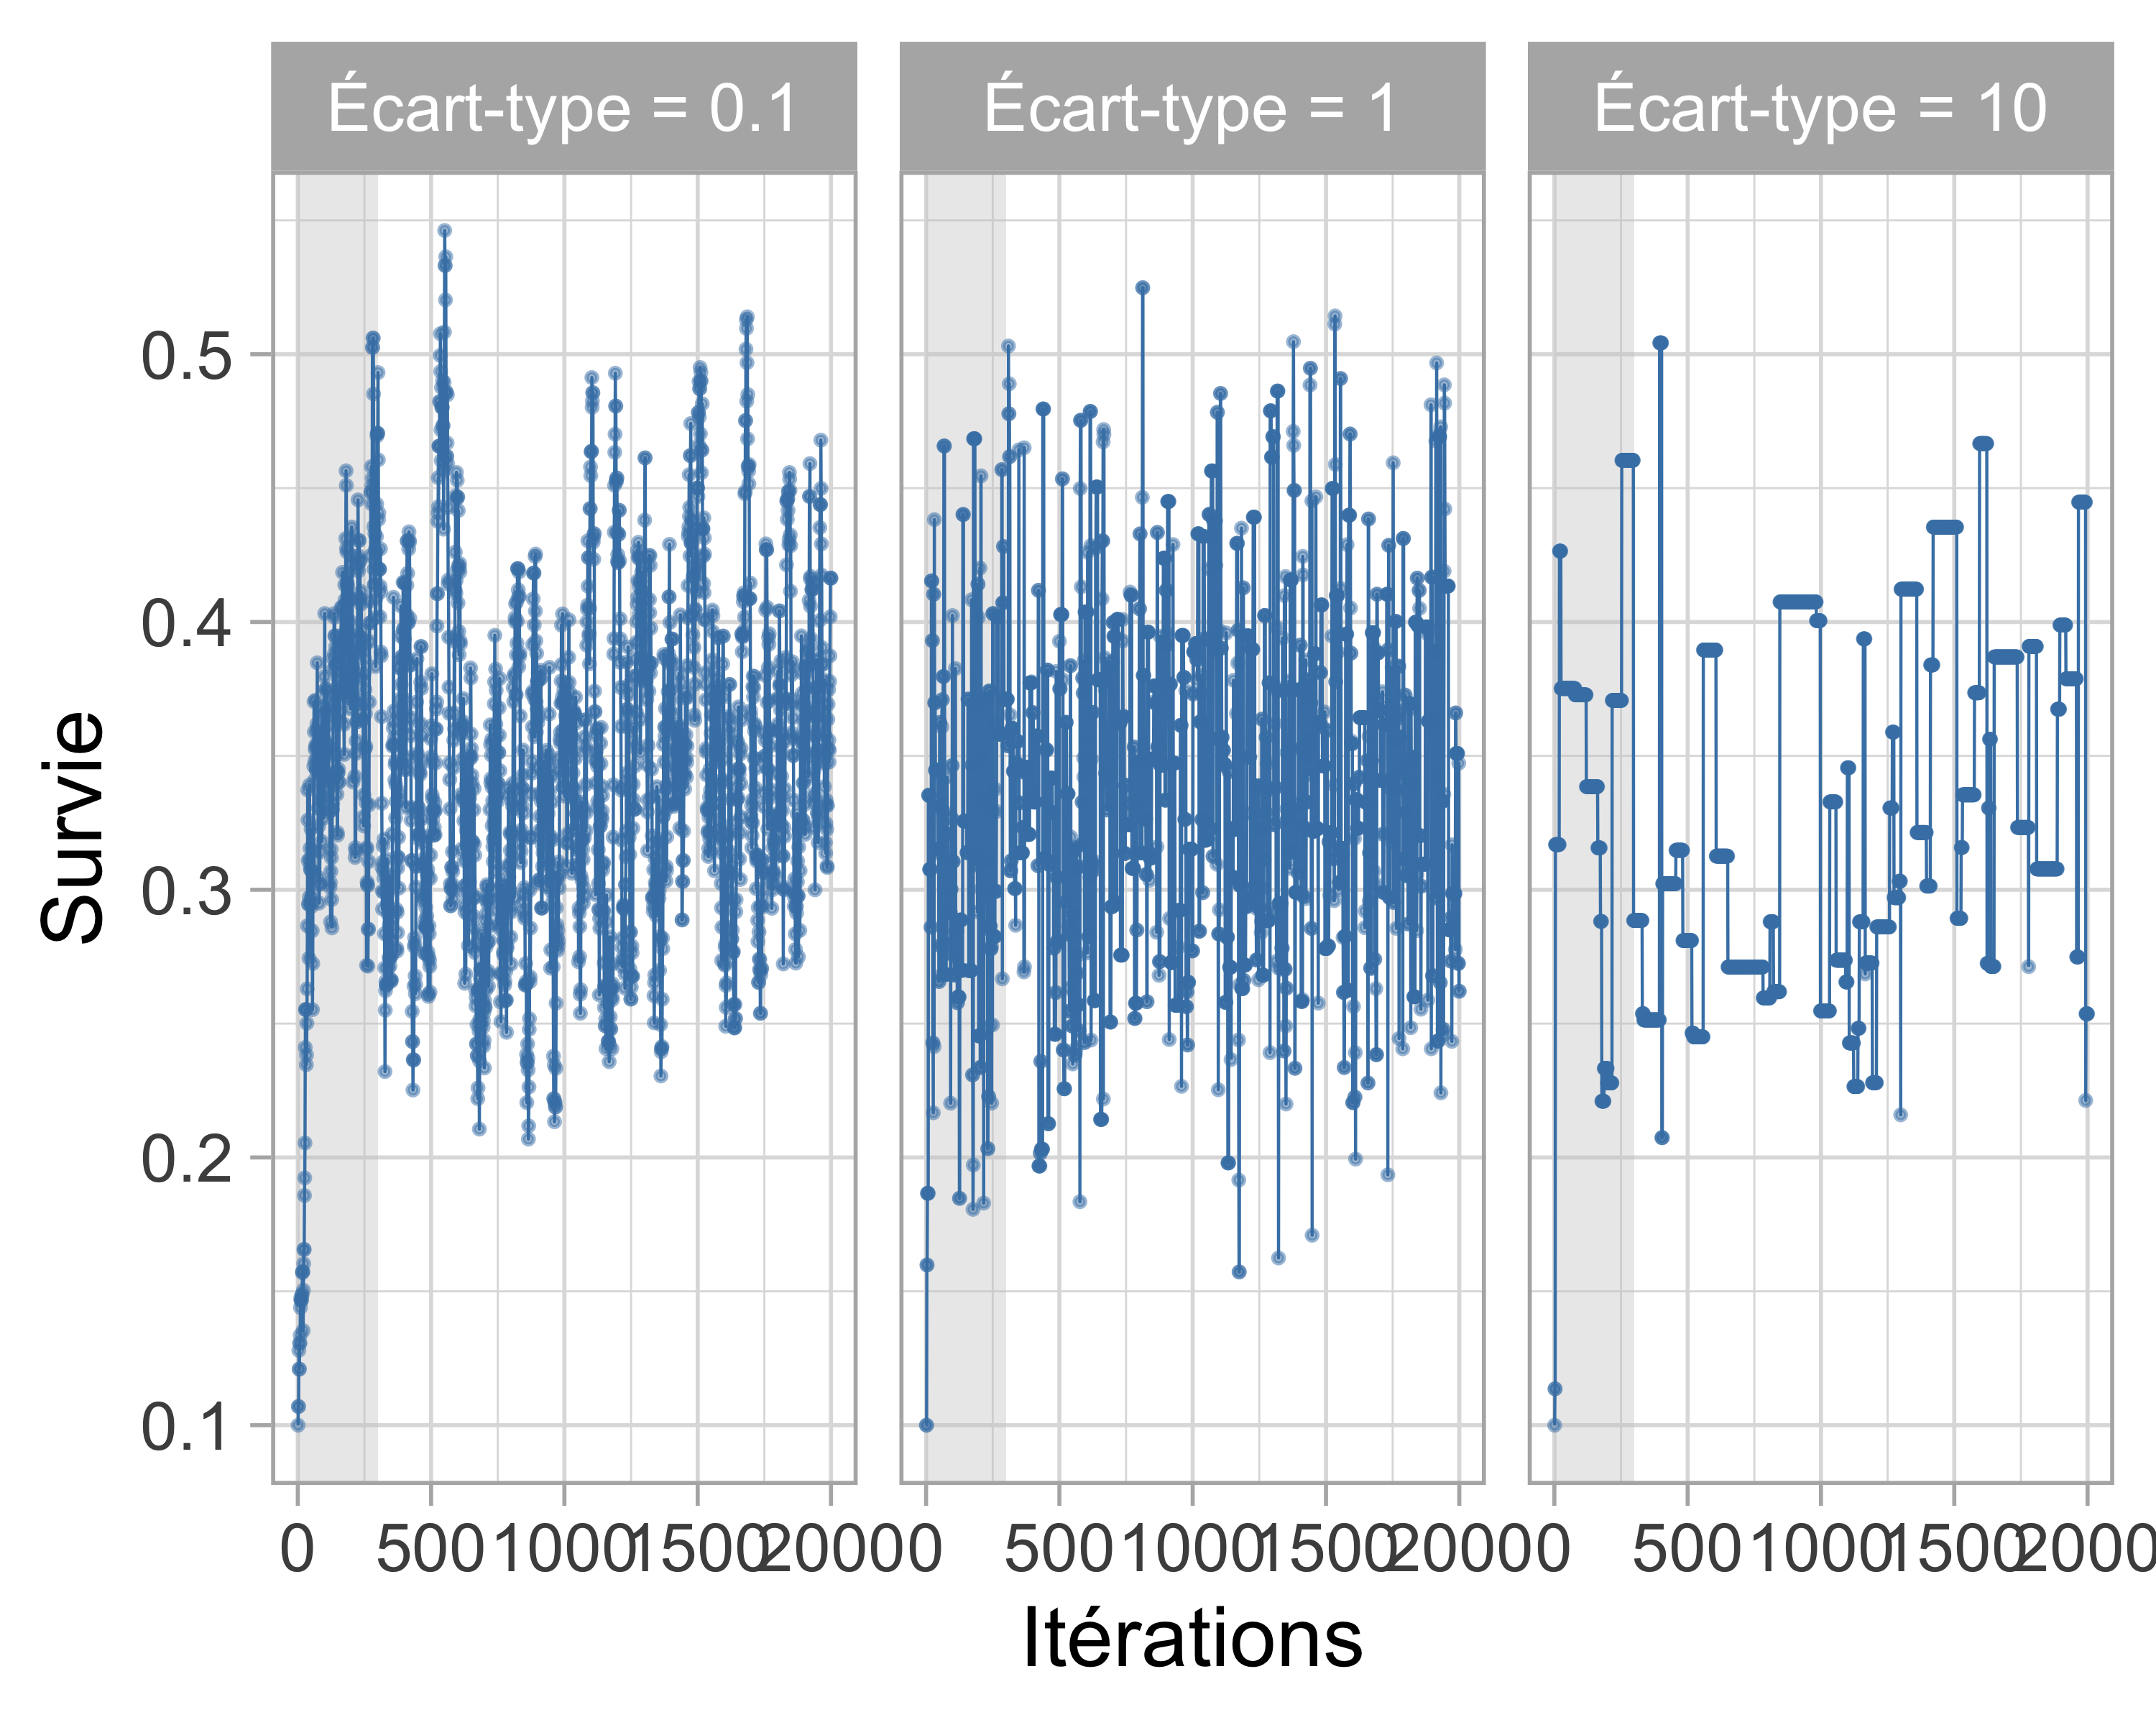 Écart-type = 0.1
Écart-type = 1
Écart-type = 10
Survie
0.5
0.4
0.3
0.2
0.1
0 500 1000 1500 2000 0 500 1000 1500 2000 0 500 1000 1500 2000
Itérations